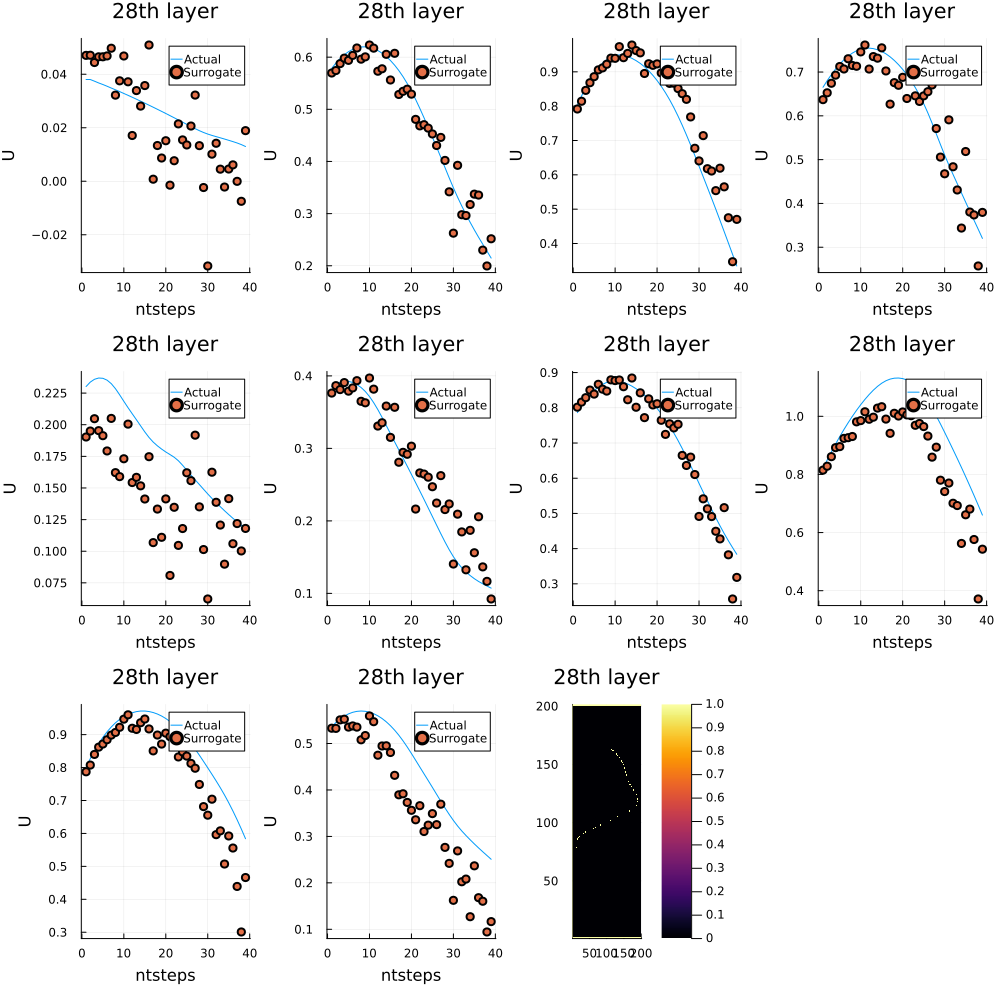 28th layer 28th layer 28th layer 28th layer
U
0.04
0.02
0.00
−0.02
Actual
Surrogate
0 10 20 30 40
ntsteps
U
0.6
0.5
0.4
0.3
0.2
Actual
Surrogate
0 10 20 30 40
ntsteps
U
0.9
0.8
0.7
0.6
0.5
0.4
Actual
Surrogate
0 10 20 30 40
ntsteps
U
0.7
0.6
0.5
0.4
0.3
Actual
Surrogate
0 10 20 30 40
ntsteps
28th layer 28th layer 28th layer 28th layer
U
0.225
0.200
0.175
0.150
0.125
0.100
0.075
Actual
Surrogate
0 10 20 30 40
ntsteps
U
0.4
0.3
0.2
0.1
Actual
Surrogate
0 10 20 30 40
ntsteps
U
0.9
0.8
0.7
0.6
0.5
0.4
0.3
Actual
Surrogate
0 10 20 30 40
ntsteps
U
1.0
0.8
0.6
0.4
Actual
Surrogate
0 10 20 30 40
ntsteps
28th layer 28th layer 28th layer
U
0.9
0.8
0.7
0.6
0.5
0.4
0.3
Actual
Surrogate
0 10 20 30 40
ntsteps
U
0.5
0.4
0.3
0.2
0.1
Actual
Surrogate
0 10 20 30 40
ntsteps
200
150
100
50
50 100 150 200
1.0
0.9
0.8
0.7
0.6
0.5
0.4
0.3
0.2
0.1
0